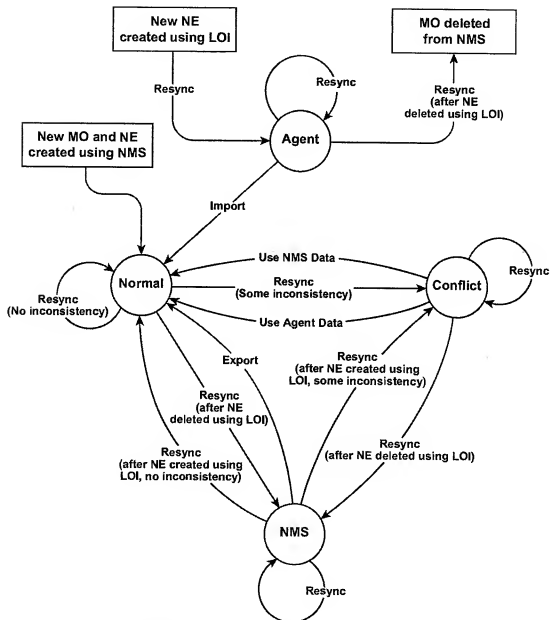 New NE
created using LOI
MO deleted
from NMS
Resync
Resync
Agent
Resync
(after NE
deleted using LOI)
New MO and NE
created using NMS
Import
Use NMS Data
Normal
Resync
(Some inconsistency)
Conflict
Resync
Resync
(No inconsistency)
Use Agent Data
Export
Resync
(after NE created using
LOI, some inconsistency)
Resync
(after NE
deleted using LOI)
Resync
(after NE created using
LOI, no inconsistency)
Resync
(after NE deleted using LOI)
NMS
Resync